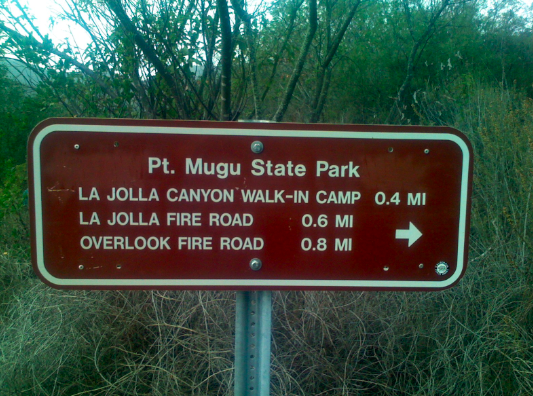 Pt. Mugu State Park
LA JOLLA CANYON WALK-IN CAMP 0.4 MI
LA JOLLA FIRE ROAD 0.6 MI
OVERLOOK FIRE ROAD 0.8 MI